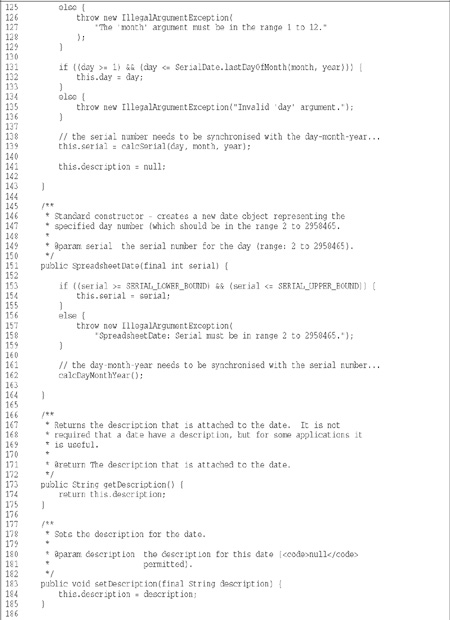 125         else {
126             throw new IllegalArgumentException(
127                 "The 'month' argument must be in the range 1 to 12."
128             );
129         }
130
131         if ((day >= 1) && (day <= SerialDate.lastDayOfMonth(month, year))) {
132             this.day = day;
133         }
134         else {
135             throw new IllegalArgumentException("Invalid 'day' argument.");
136         }
137
138         // the serial number needs to be synchronised with the day-month-year...
139         this.serial = calcSerial(day, month, year);
140
141         this.description = null;
142
143     }
144
145     /**
146      * Standard constructor - creates a new date object representing the
147      * specified day number (which should be in the range 2 to 2958465.
148      *
149      * @param serial  the serial number for the day (range: 2 to 2958465).
150      */
151     public SpreadsheetDate(final int serial) {
152
153         if ((serial >= SERIAL_LOWER_BOUND) && (serial <= SERIAL_UPPER_BOUND)) {
154             this.serial = serial;
155         }
156         else {
157             throw new IllegalArgumentException(
158                 "SpreadsheetDate: Serial must be in range 2 to 2958465.");
159         }
160
161         // the day-month-year needs to be synchronised with the serial number...
162         calcDayMonthYear();
163
164     }
165
166     /**
167      * Returns the description that is attached to the date.  It is not
168      * required that a date have a description, but for some applications it
169      * is useful.
170      *
171      * @return The description that is attached to the date.
172      */
173     public String getDescription() {
174         return this.description;
175     }
176
177     /**
178      * Sets the description for the date.
179      *
180      * @param description  the description for this date (<code>null</code>
181      *                     permitted).
182      */
183     public void setDescription(final String description) {
184         this.description = description;
185     }
186